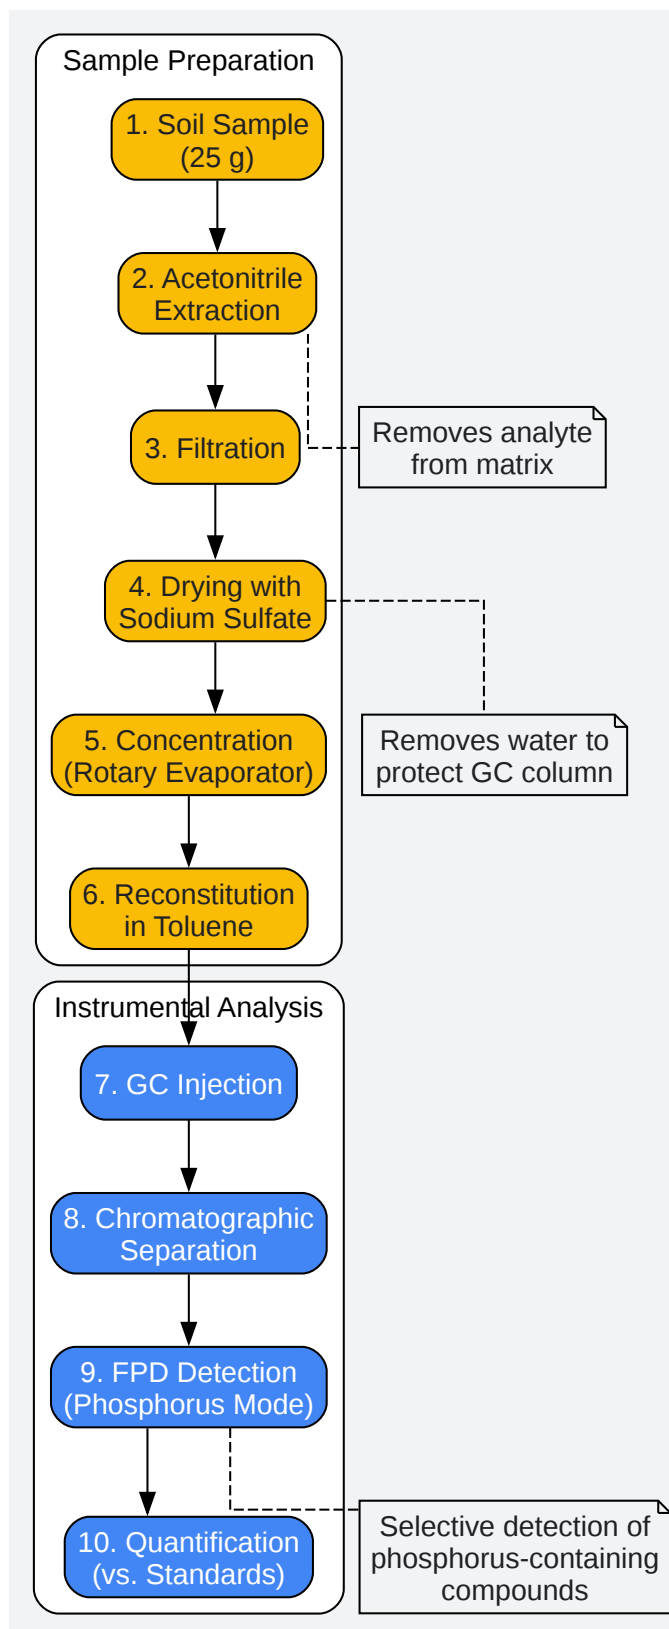 Sample Preparation
1. Soil Sample
(25 g)
2. Acetonitrile
Extraction
3. Filtration
Removes analyte
from matrix
4. Drying with
Sodium Sulfate
5. Concentration
(Rotary Evaporator)
Removes water to
protect GC column
6. Reconstitution
in Toluene
Instrumental Analysis
7. GC Injection
8. Chromatographic
Separation
9. FPD Detection
(Phosphorus Mode)
10. Quantification
(vs. Standards)
Selective detection of
phosphorus-containing
compounds